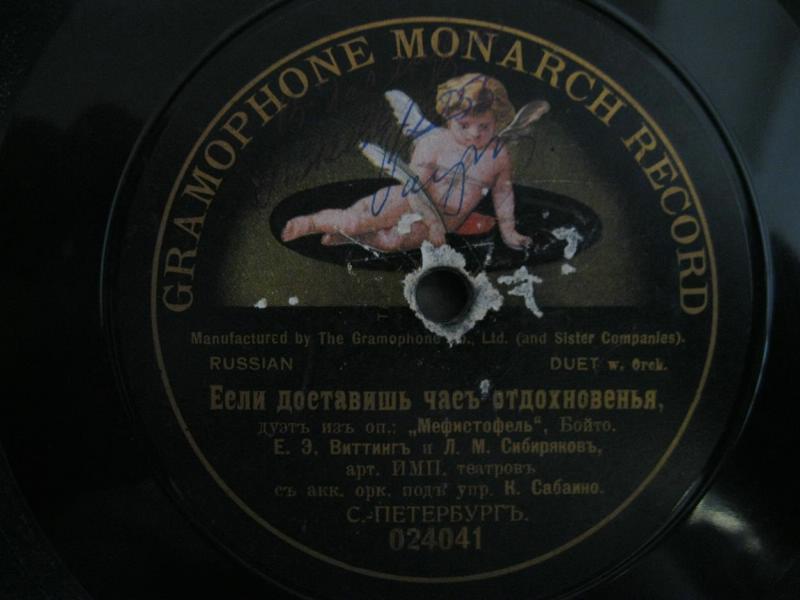 GRAMOPHONE MONARCH RECORD
Manufactured by The Gramophone Co., Ltd. (and Sister Companies).
RUSSIAN DUET w. Orch.
Если доставишь часъ отдохновенья,
дуэтъ изъ оп.: „Мефистофель“, Бойто.
Е. Э. Виттингъ и Л. М. Сибиряковъ,
арт. ИМП. театровъ
съ акк. орк. подъ упр. К. Сабаино.
С.-ПЕТЕРБУРГЪ.
024041